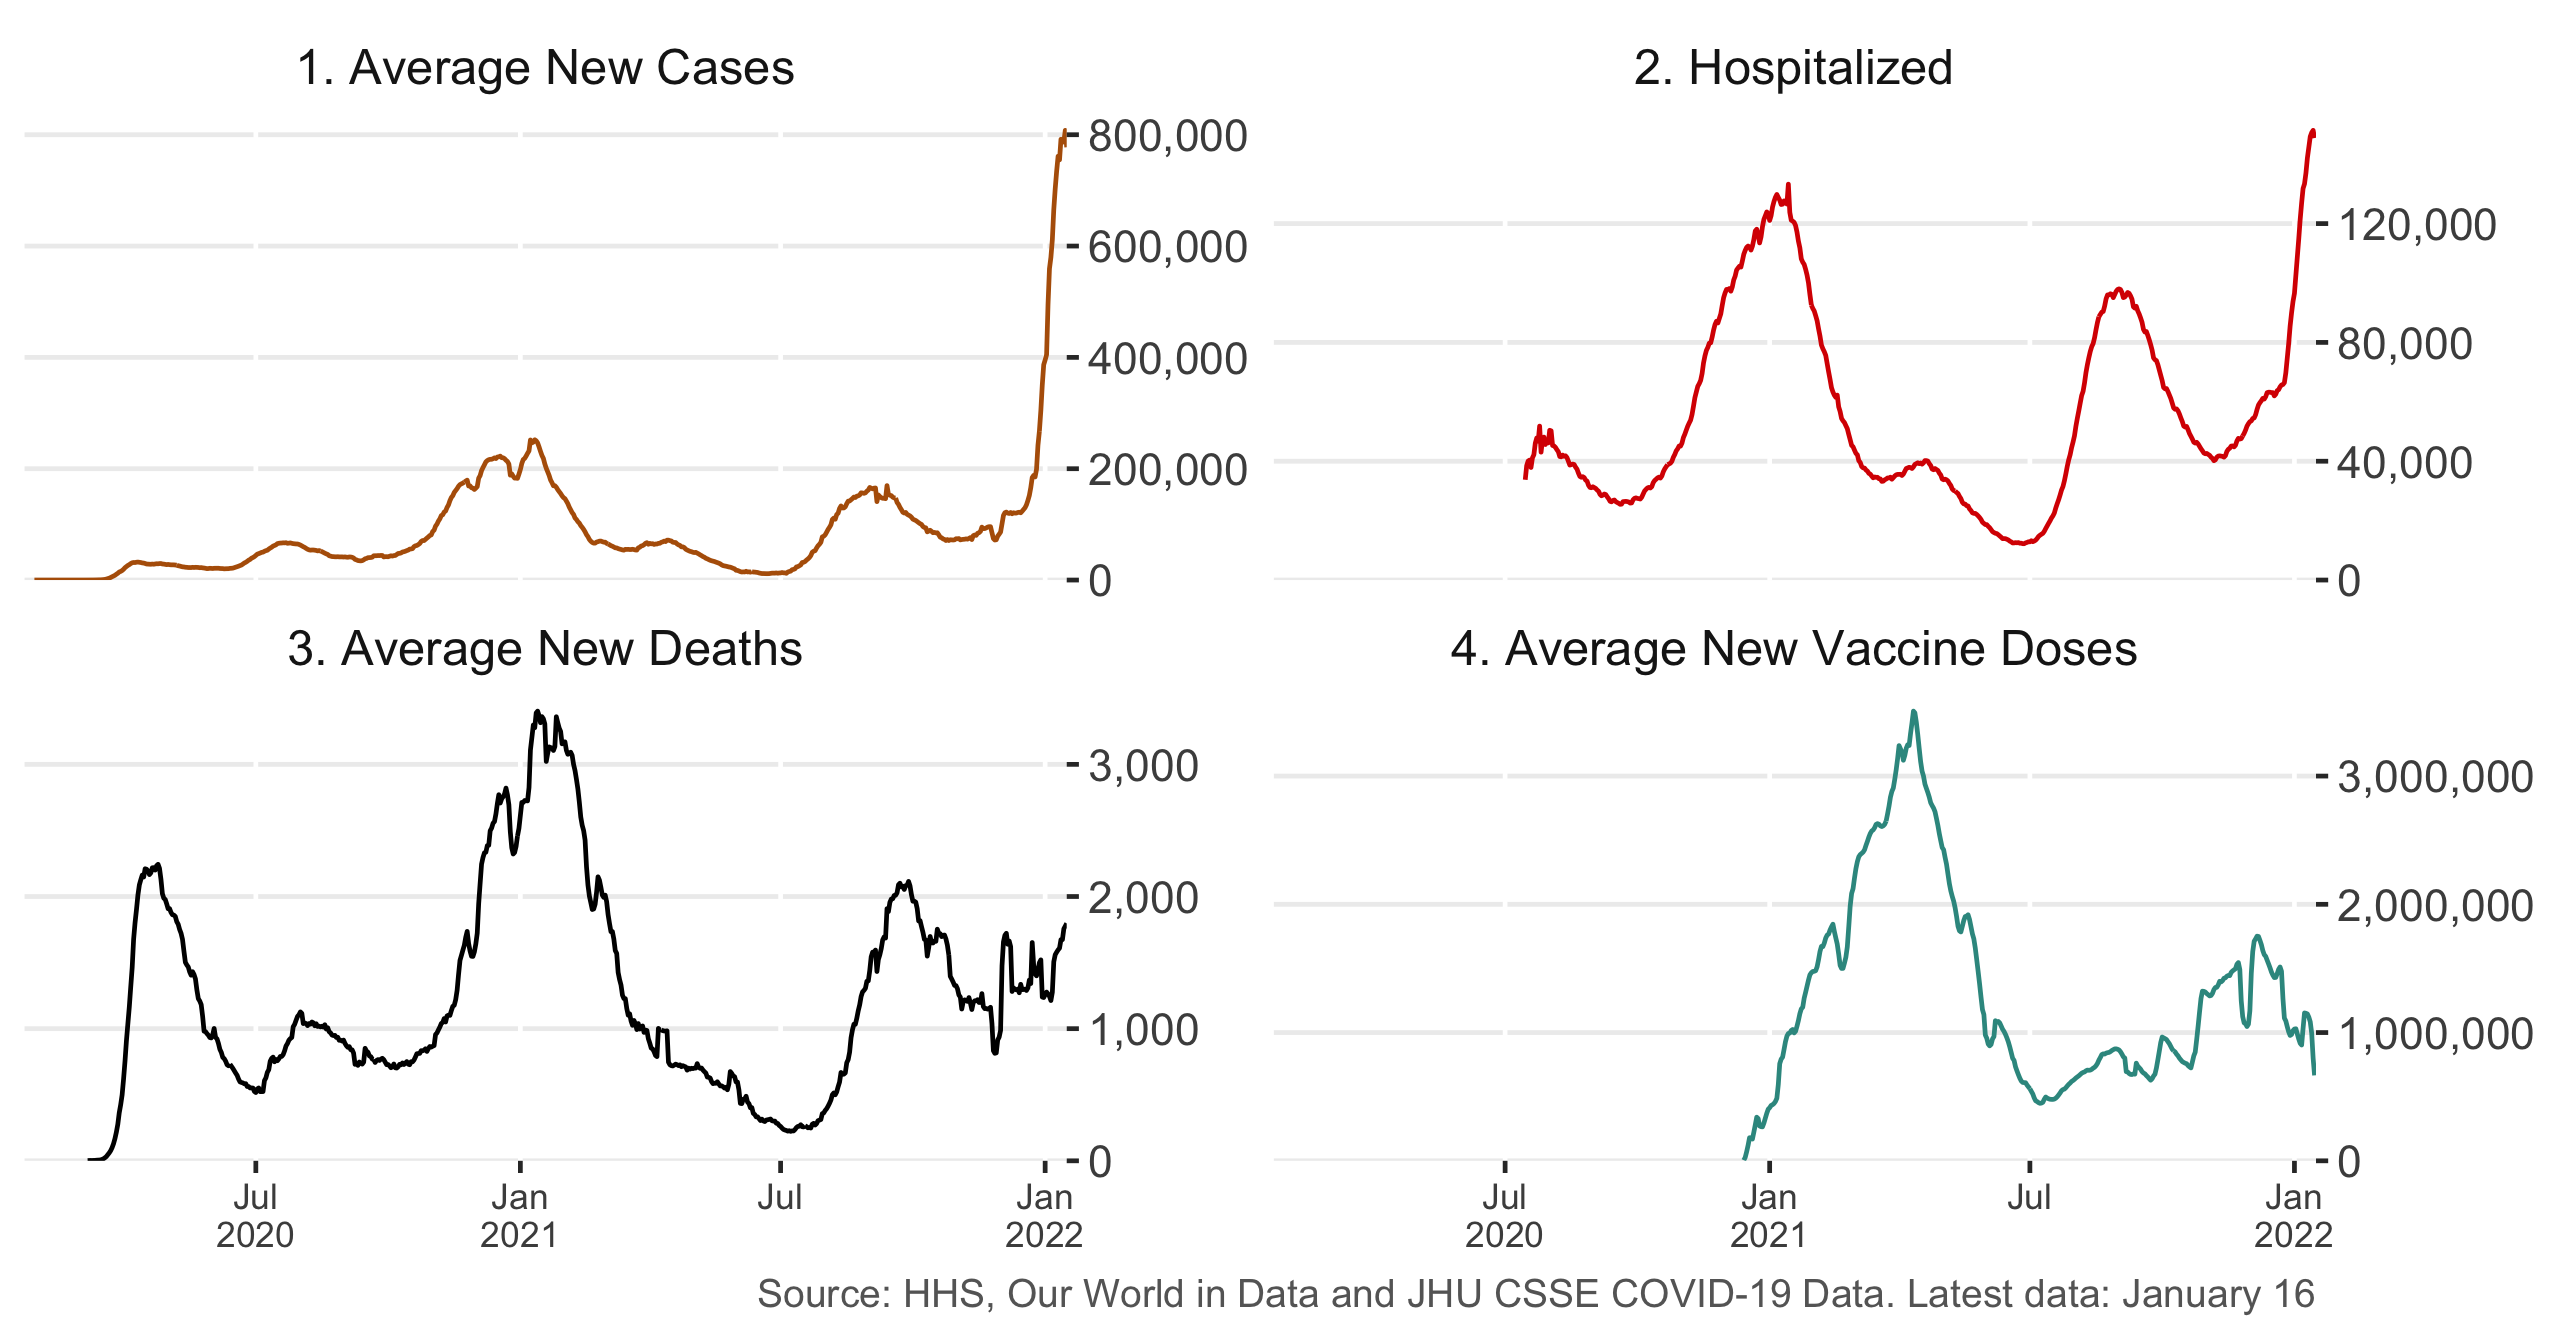 1. Average New Cases
800,000
600,000
400,000
200,000
0
2. Hospitalized
120,000
80,000
40,000
0
3. Average New Deaths
3,000
2,000
1,000
0
Jul
2020
Jan
2021
Jul
Jan
2022
4. Average New Vaccine Doses
3,000,000
2,000,000
1,000,000
0
Jul
2020
Jan
2021
Jul
Jan
2022
Source: HHS, Our World in Data and JHU CSSE COVID-19 Data. Latest data: January 16